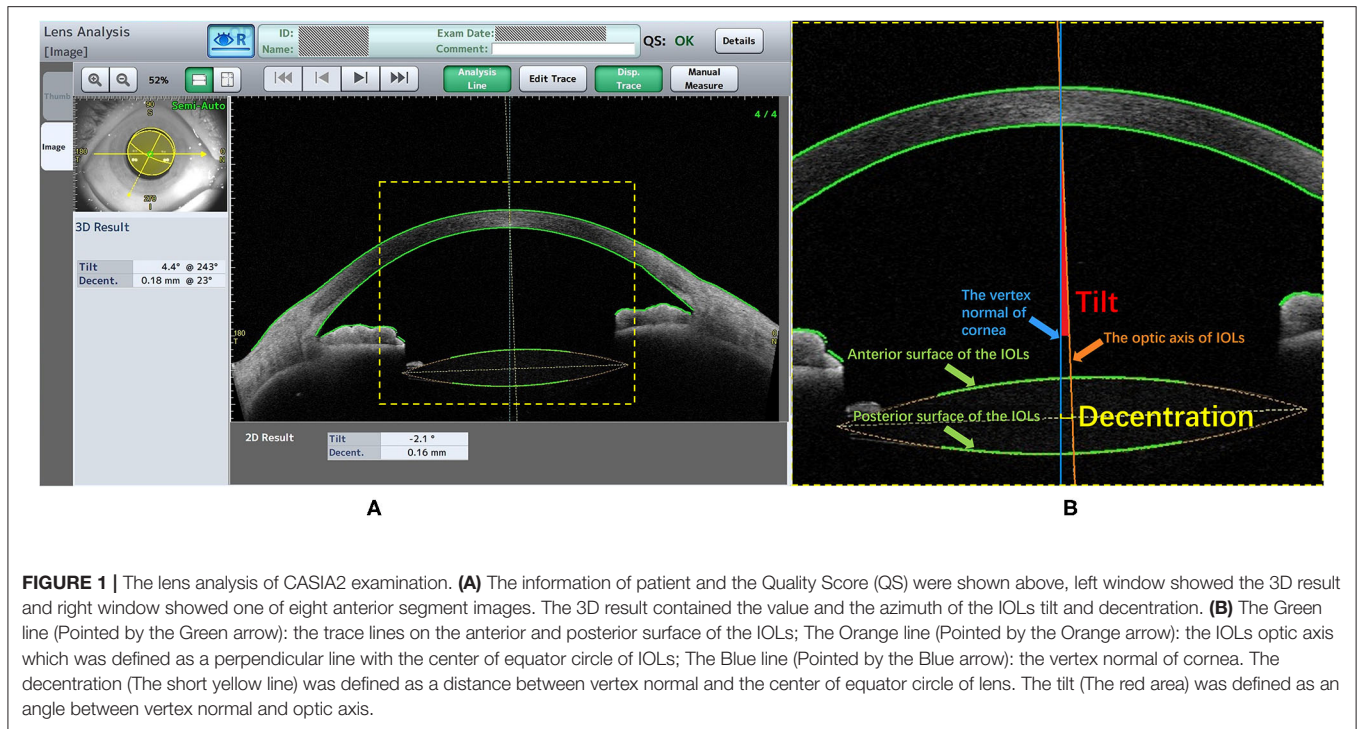 Lens Analysis
[Image]
R
ID:
Name:
Exam Date:
Comment:
QS: OK
Details
52%
Analysis
Line
Edit Trace
Disp.
Trace
Manual
Measure
Thumb
Image
Semi-Auto
90
S
180
T
0
N
270
I
4 / 4
3D Result
Tilt 4.4° @ 243°
Decent. 0.18 mm @ 23°
180
T
0
N
2D Result
Tilt -2.1 °
Decent. 0.16 mm
The vertex
normal of
cornea
Tilt
The optic axis of IOLs
Anterior surface of the IOLs
Posterior surface of the IOLs
Decentration
A
B
FIGURE 1 | The lens analysis of CASIA2 examination. (A) The information of patient and the Quality Score (QS) were shown above, left window showed the 3D result
and right window showed one of eight anterior segment images. The 3D result contained the value and the azimuth of the IOLs tilt and decentration. (B) The Green
line (Pointed by the Green arrow): the trace lines on the anterior and posterior surface of the IOLs; The Orange line (Pointed by the Orange arrow): the IOLs optic axis
which was defined as a perpendicular line with the center of equator circle of IOLs; The Blue line (Pointed by the Blue arrow): the vertex normal of cornea. The
decentration (The short yellow line) was defined as a distance between vertex normal and the center of equator circle of lens. The tilt (The red area) was defined as an
angle between vertex normal and optic axis.